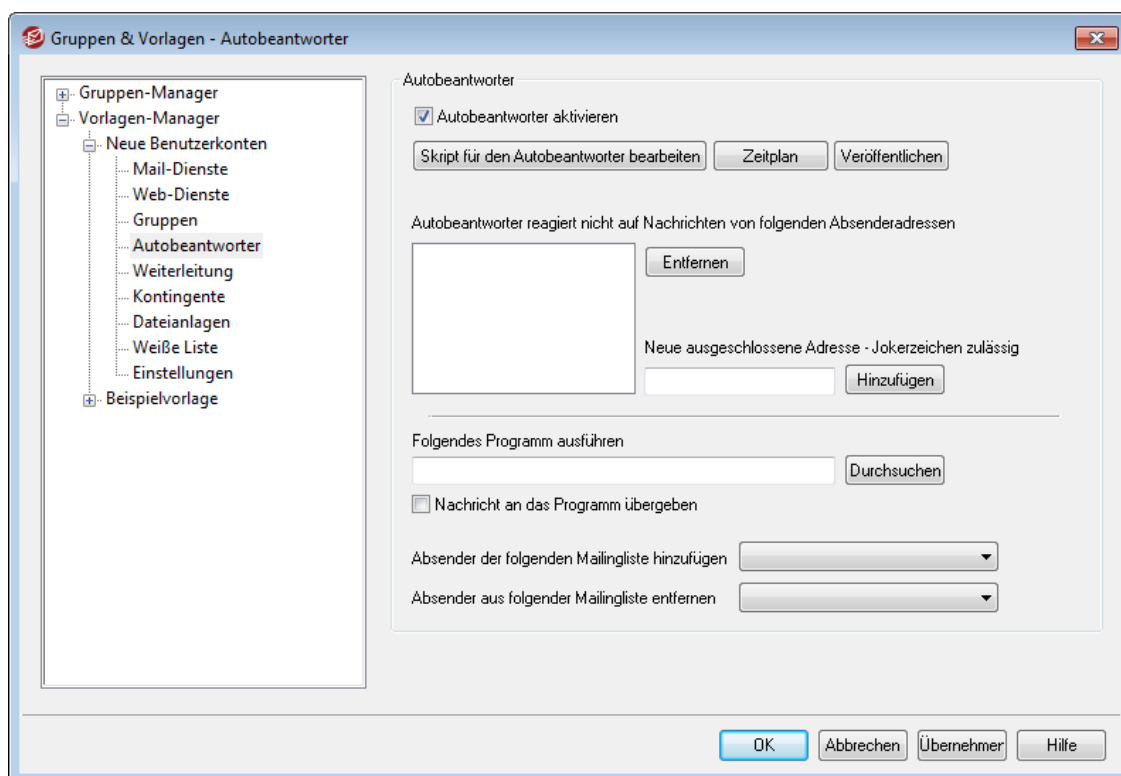 Gruppen & Vorlagen - Autobeantworter
Gruppen-Manager
Vorlagen-Manager
Neue Benutzerkonten
Mail-Dienste
Web-Dienste
Gruppen
Autobeantworter
Weiterleitung
Kontingente
Dateianlagen
Weiße Liste
Einstellungen
Beispielvorlage
Autobeantworter
Autobeantworter aktivieren
Skript für den Autobeantworter bearbeiten Zeitplan Veröffentlichen
Autobeantworter reagiert nicht auf Nachrichten von folgenden Absenderadressen
Entfernen
Neue ausgeschlossene Adresse - Jokerzeichen zulässig
Hinzufügen
Folgendes Programm ausführen
Durchsuchen
Nachricht an das Programm übergeben
Absender der folgenden Mailingliste hinzufügen
Absender aus folgender Mailingliste entfernen
OK Abbrechen Übernehmer Hilfe